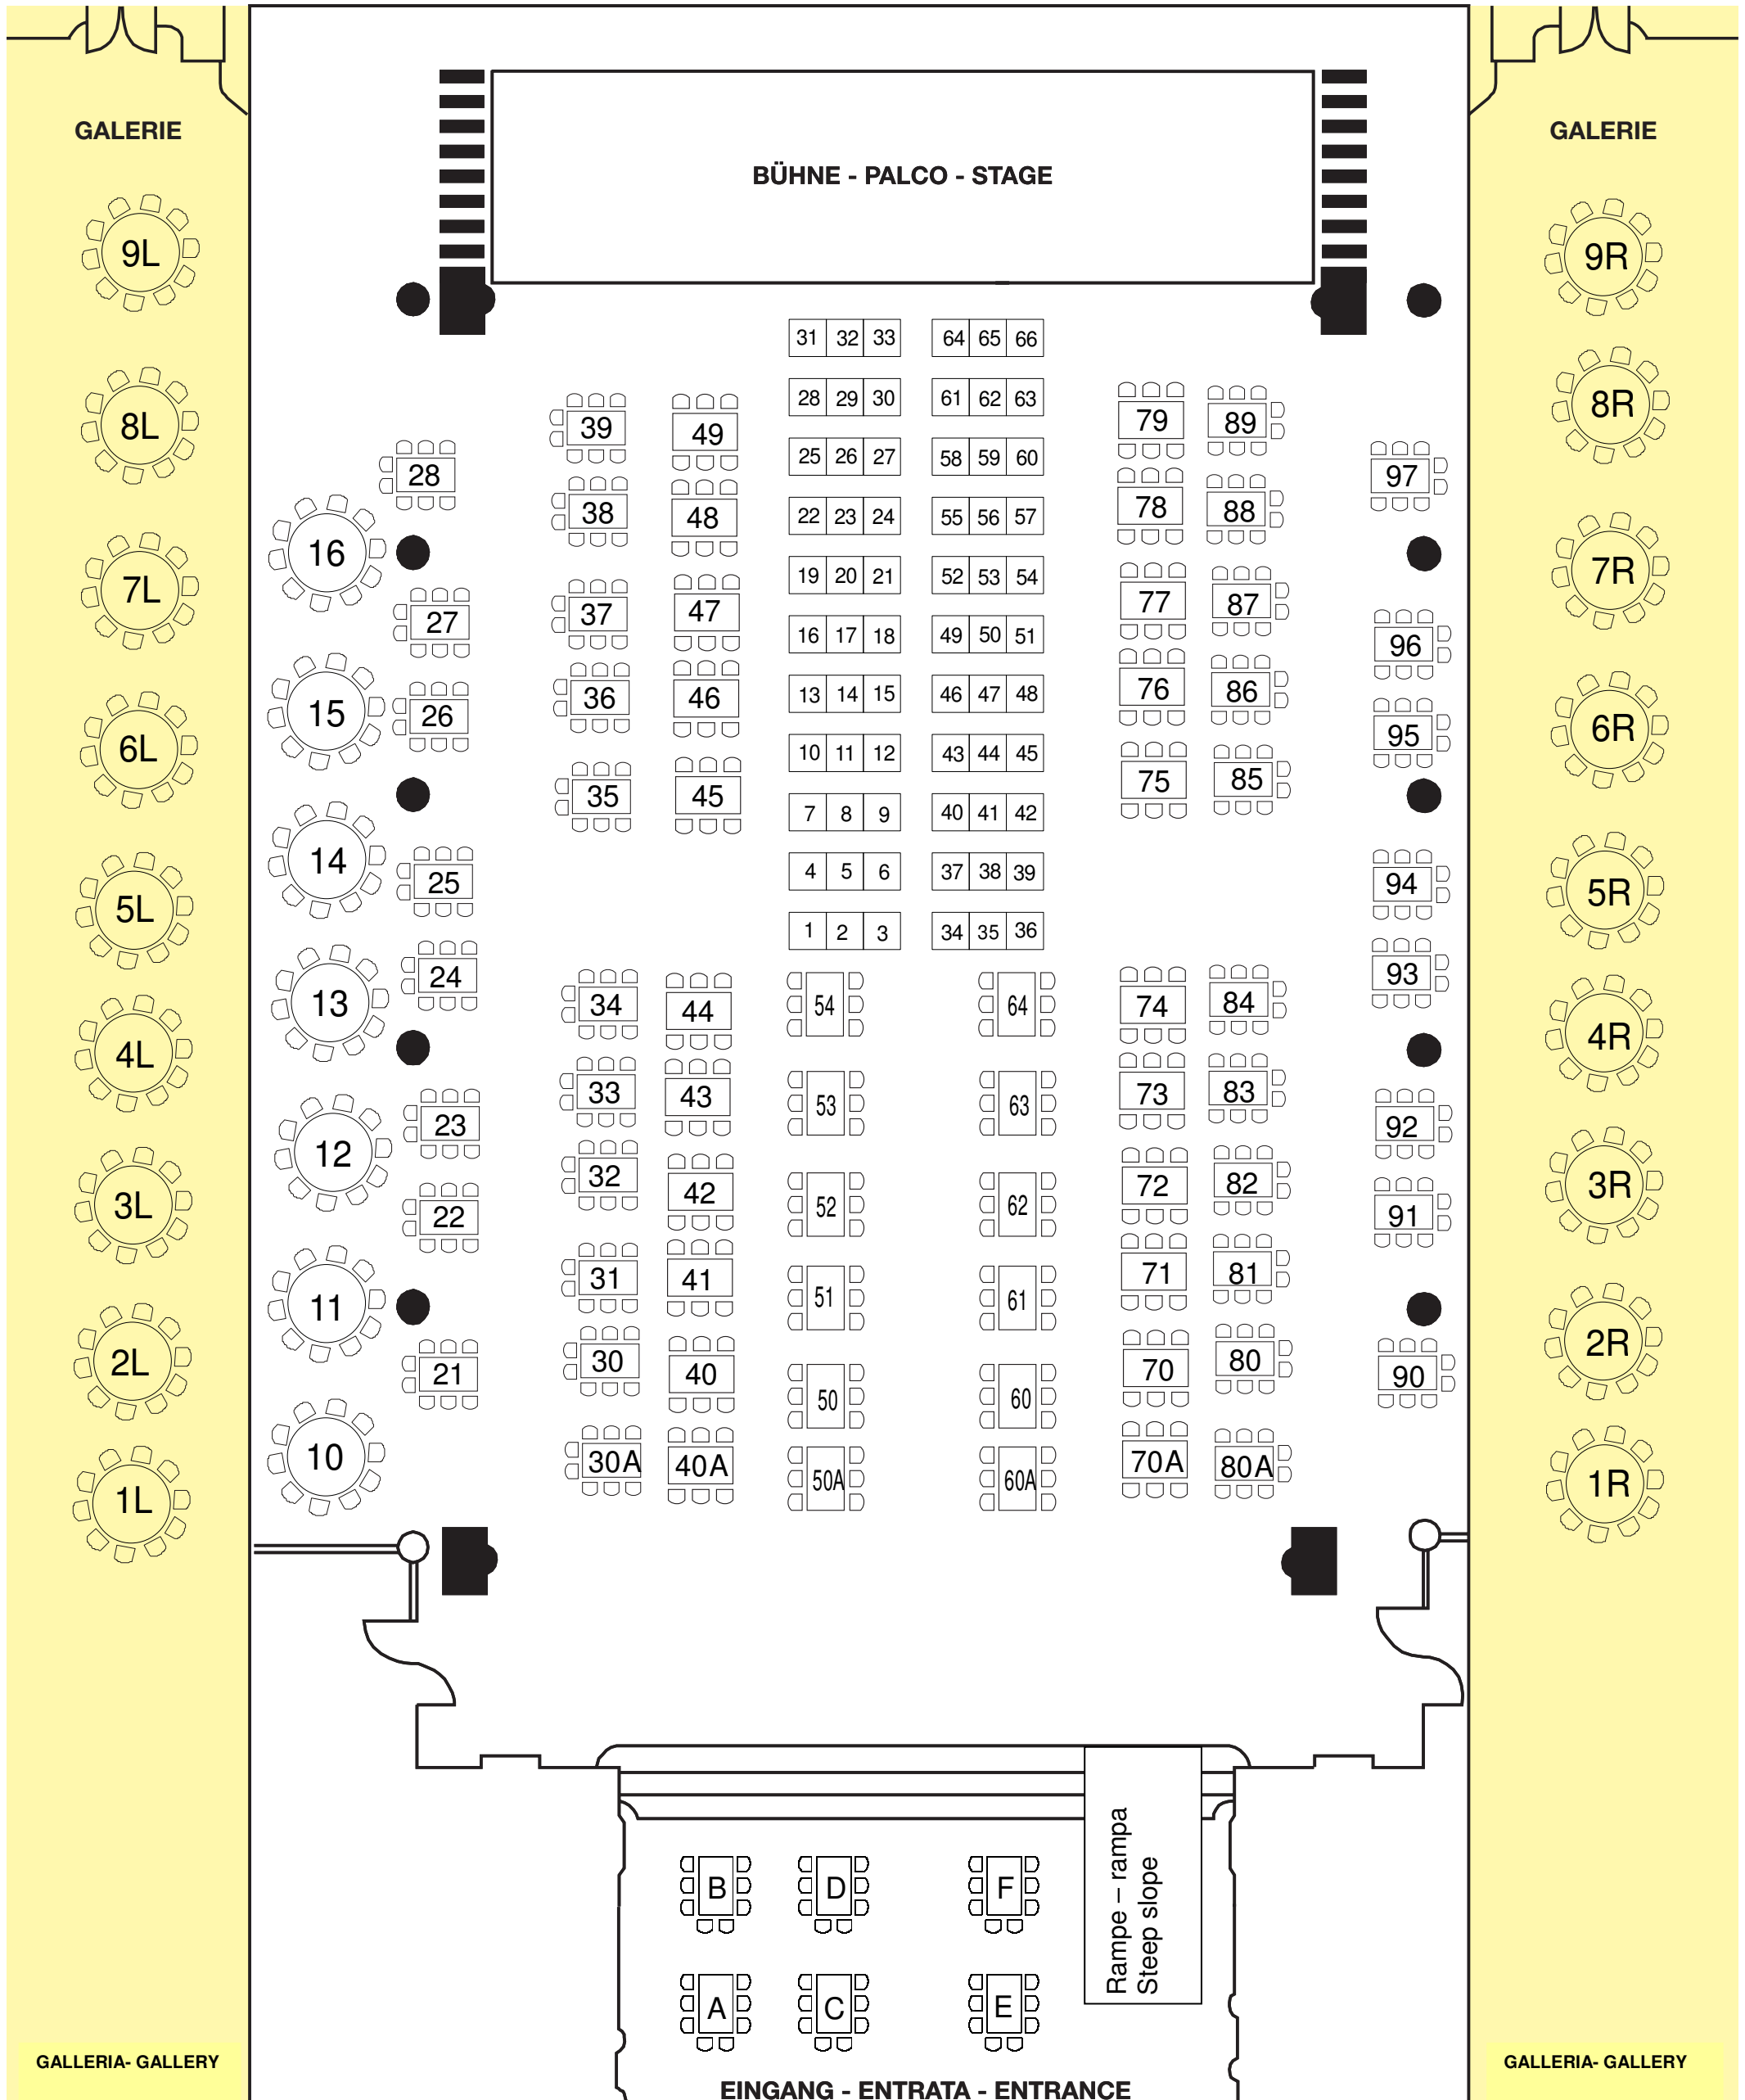 GALERIE
GALERIE
BÜHNE - PALCO - STAGE
9L
9R
31 32 33 64 65 66
28 29 30 61 62 63
8L
39 49
79 89
8R
25 26 27 58 59 60
28
97
38 48
22 23 24 55 56 57
78 88
16
7L
19 20 21 52 53 54
7R
27
37 47
77 87
16 17 18 49 50 51
96
36 46
13 14 15 46 47 48
76 86
15
26
6L
10 11 12 43 44 45
95
6R
35 45
75 85
7 8 9 40 41 42
14
25
4 5 6 37 38 39
94
5L
5R
1 2 3 34 35 36
24
93
13
34 44
54 64
74 84
4L
4R
33 43
53 63
73 83
23
92
12
32 42
52 62
72 82
3L
3R
22
91
31 41
51 61
71 81
11
2L
2R
21
30 40
50 60
70 80
90
10
30A 40A
50A 60A
70A 80A
1L
1R
Rampe – rampa
Steep slope
B D F
A C E
GALLERIA- GALLERY
GALLERIA- GALLERY
EINGANG - ENTRATA - ENTRANCE